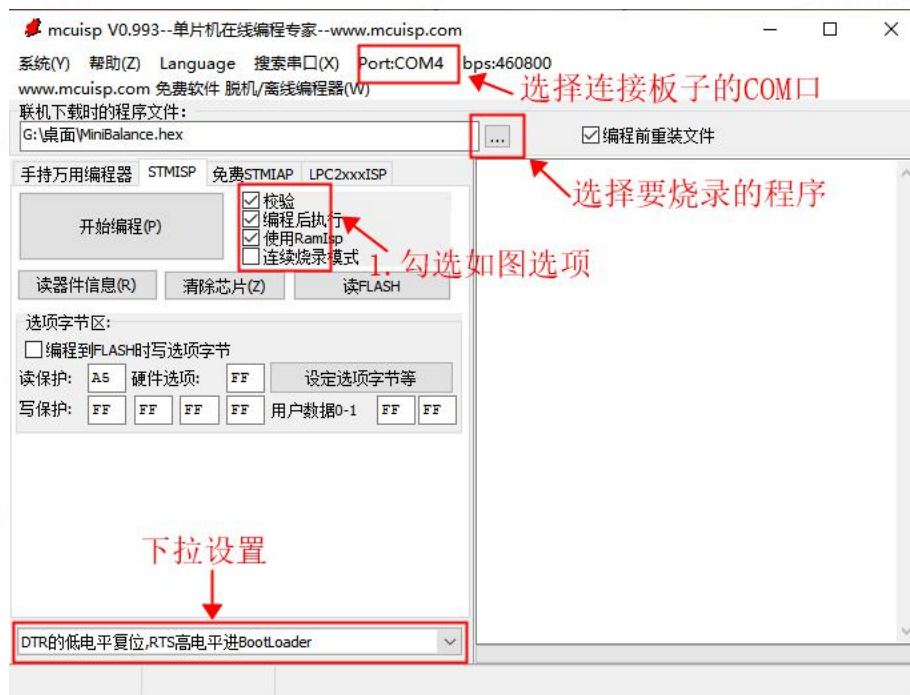 mcuisp V0.993--单片机在线编程专家--www.mcuisp.com
系统(Y) 帮助(Z) Language 搜索串口(X) Port:COM4 bps:460800
www.mcuisp.com 免费软件 脱机/离线编程器(W)
选择连接板子的COM口
联机下载时的程序文件:
G:\桌面\MiniBalance.hex ... 编程前重装文件
选择要烧录的程序
手持万用编程器 STMISP 免费STMIAP LPC2xxxISP
开始编程(P)
校验
编程后执行
使用RamIsp
连续烧录模式
1. 勾选如图选项
读器件信息(R) 清除芯片(Z) 读FLASH
选项字节区:
编程到FLASH时写选项字节
读保护: A5 硬件选项: FF 设定选项字节等
写保护: FF FF FF FF 用户数据0-1 FF FF
下拉设置
DTR的低电平复位,RTS高电平进BootLoader